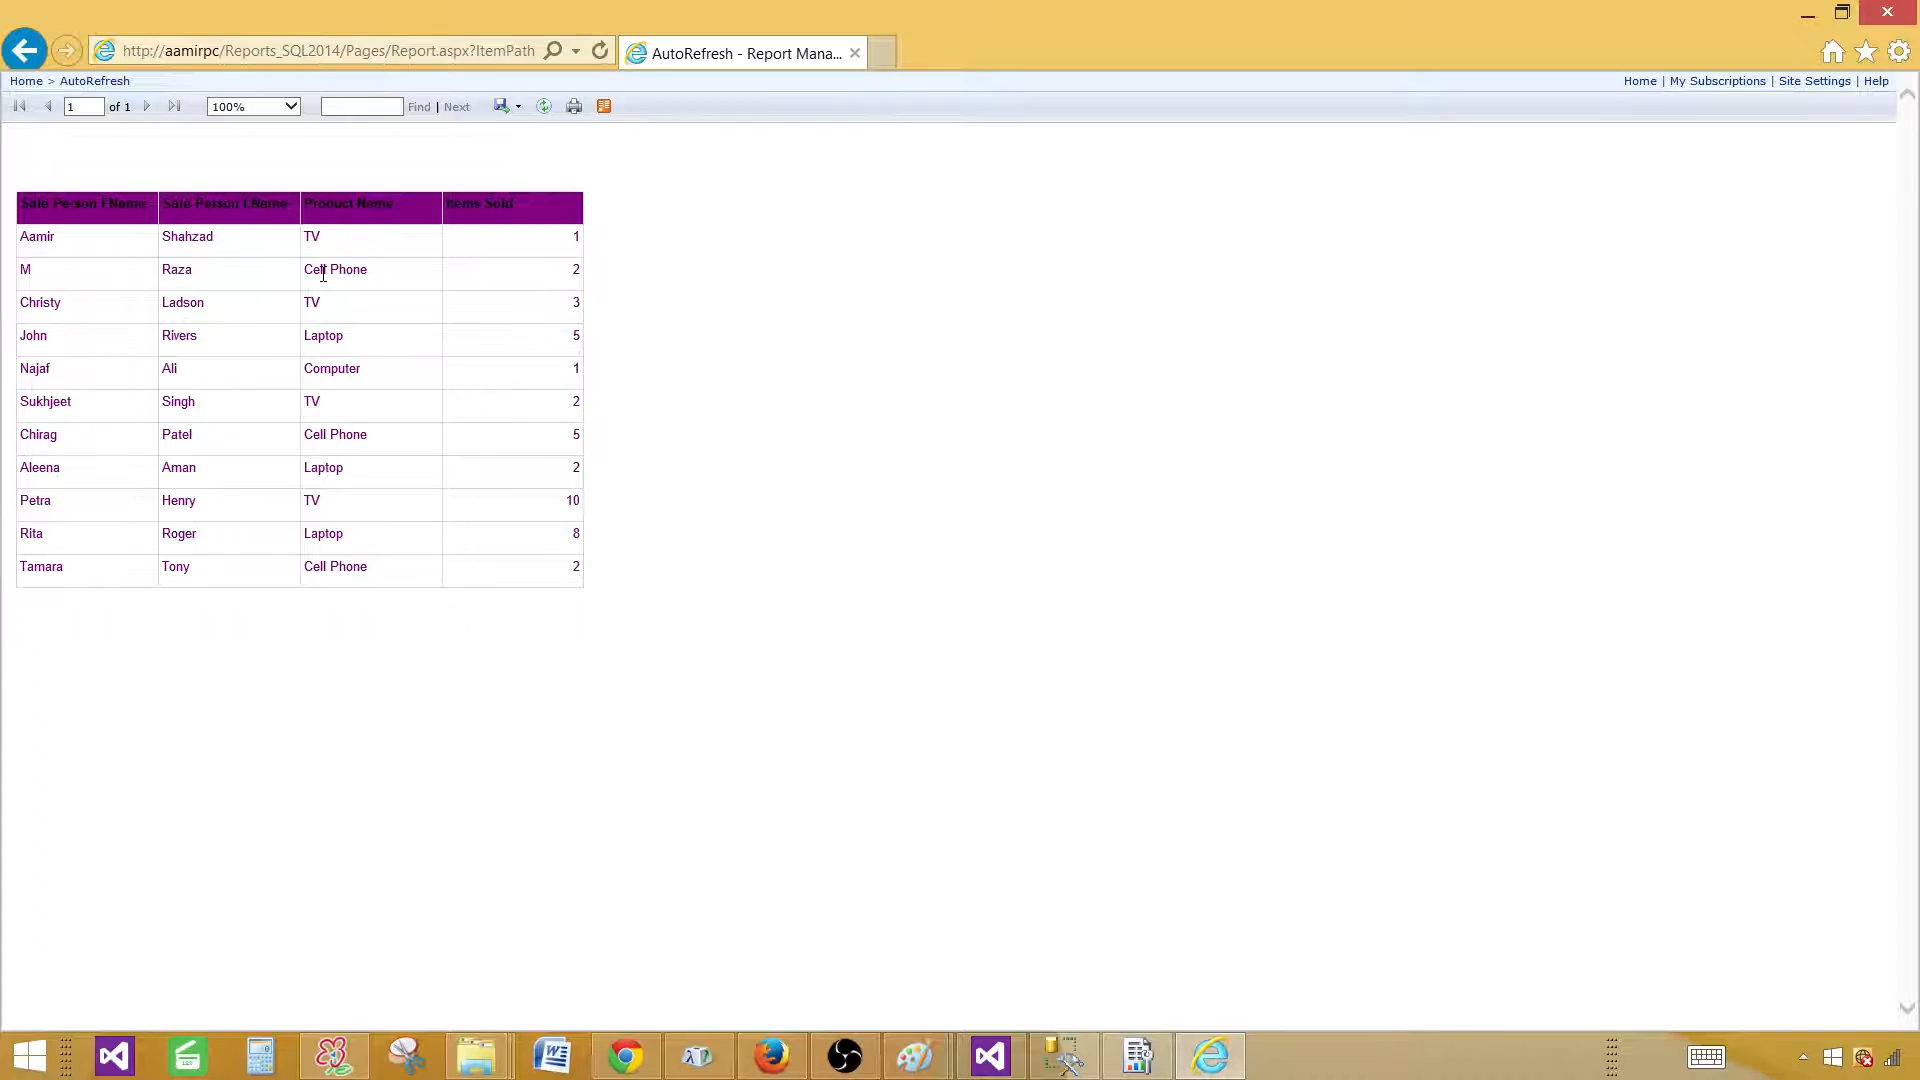 http://aamirpc/Reports_SQL2014/Pages/Report.aspx?ItemPath
AutoRefresh - Report Mana...
Home > AutoRefresh
Home | My Subscriptions | Site Settings | Help
1 of 1 100% Find | Next
Sale Person FName Sale Person LName Product Name Items Sold
Aamir Shahzad TV 1
M Raza Cell Phone 2
Christy Ladson TV 3
John Rivers Laptop 5
Najaf Ali Computer 1
Sukhjeet Singh TV 2
Chirag Patel Cell Phone 5
Aleena Aman Laptop 2
Petra Henry TV 10
Rita Roger Laptop 8
Tamara Tony Cell Phone 2